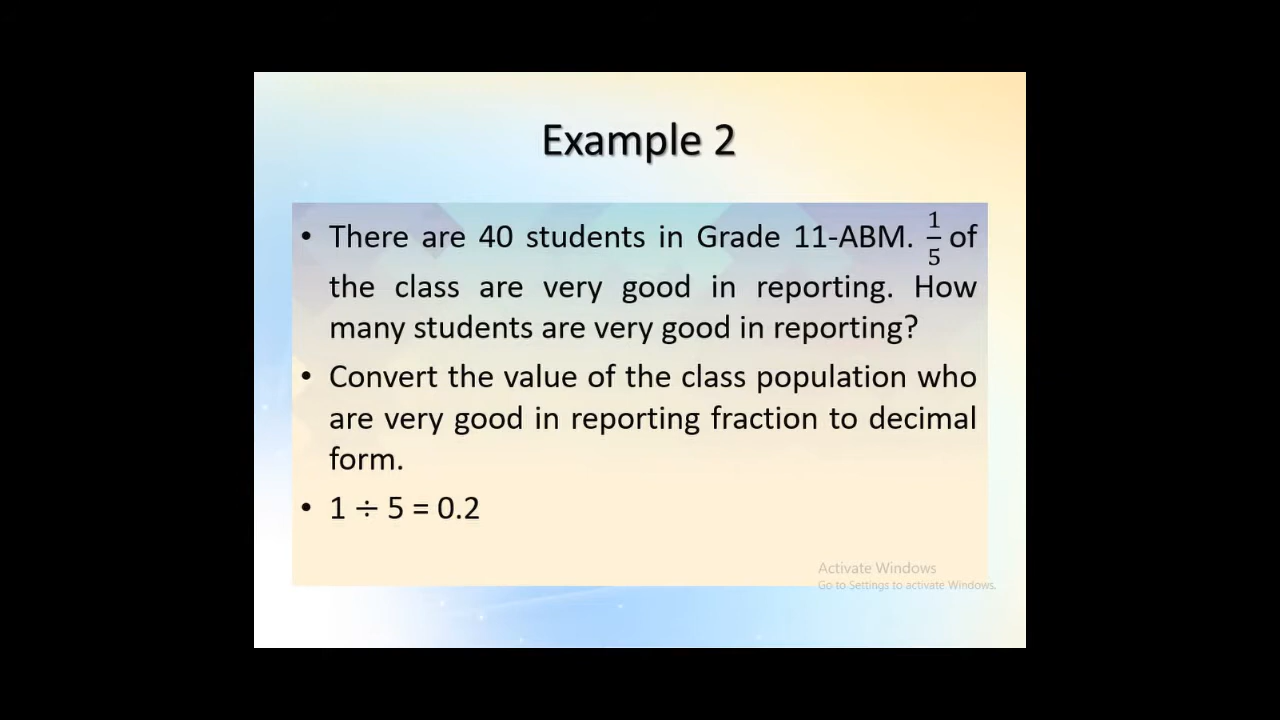 Example 2
• There are 40 students in Grade 11-ABM. 1/5 of
the class are very good in reporting. How
many students are very good in reporting?
• Convert the value of the class population who
are very good in reporting fraction to decimal
form.
• 1 ÷ 5 = 0.2
Activate Windows
Go to Settings to activate Windows.